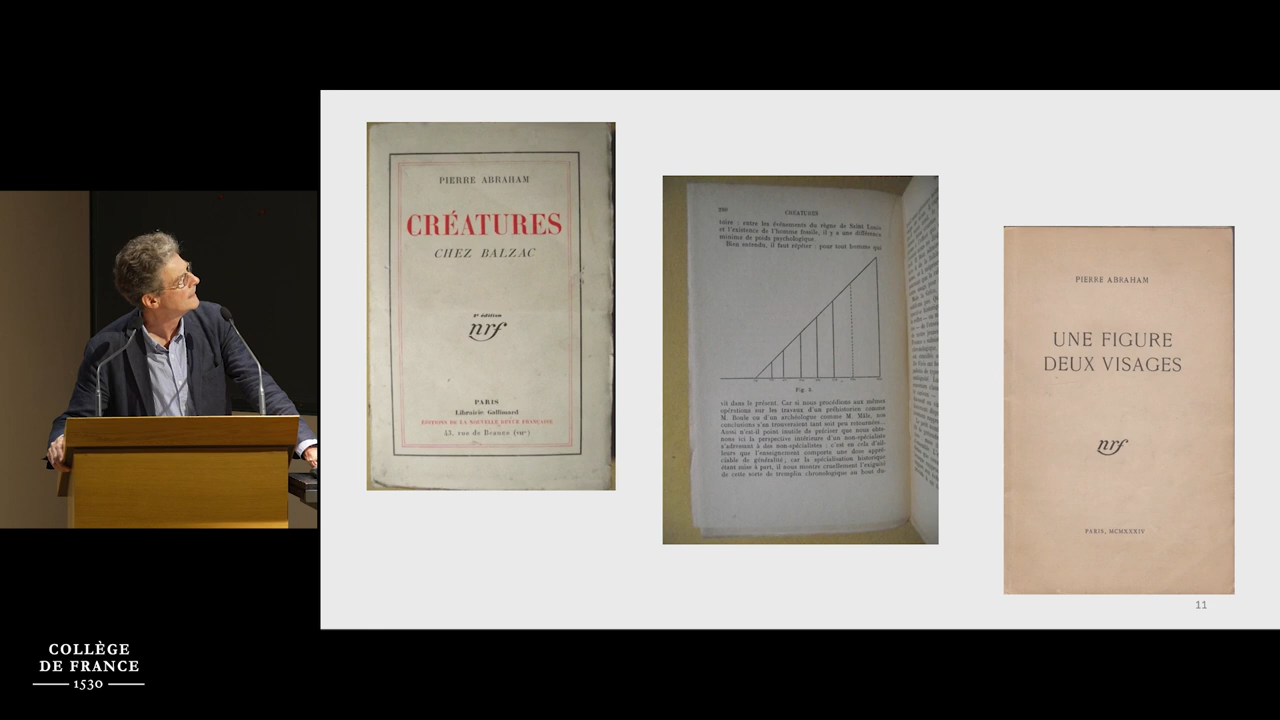 PIERRE ABRAHAM
CRÉATURES
CHEZ BALZAC
nrf
PARIS
Librairie Gallimard
ÉDITIONS DE LA NOUVELLE REVUE FRANÇAISE
43, rue de Beaune (VIIe)
CRÉATURES
toire : entre les événements du règne de Saint Louis
et l'existence de l'homme fossile, il y a une différence
minime de poids psychologique.
Bien entendu, il faut répéter : pour tout homme qui
Fig. 3.
vit dans le présent. Car si nous procédions aux mêmes
opérations sur les travaux d'un préhistorien comme
M. Boule ou d'un archéologue comme M. Mâle, nos
conclusions s'en trouveraient tant soit peu retournées...
Aussi n'est-il point inutile de préciser que nous obte-
nons ici la perspective intérieure d'un non-spécialiste
s'adressant à des non-spécialistes : c'est en cela d'ail-
leurs que l'enseignement comporte une dose appré-
ciable de généralité; car la spécialisation historique
étant mise à part, il nous montre cruellement l'exiguïté
de cette sorte de tremplin chronologique au bout du-
PIERRE ABRAHAM
UNE FIGURE
DEUX VISAGES
nrf
PARIS, MCMXXXIV
11
COLLÈGE
DE FRANCE
1530